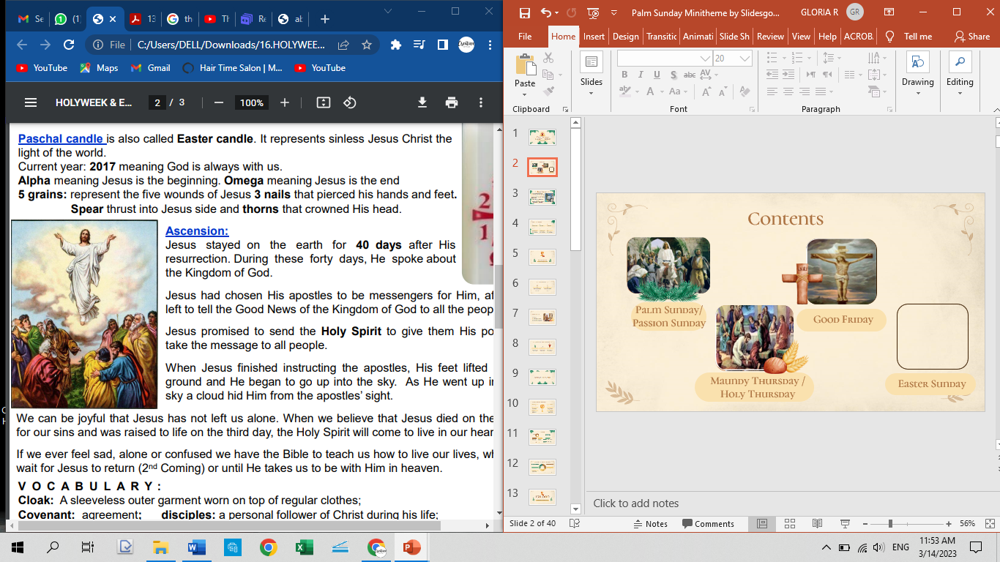 Se
(1
13
th
Th
Re
ab
File
C:/Users/DELL/Downloads/16.HOLYWEE...
YouTube
Maps
Gmail
Hair Time Salon | M...
YouTube
HOLYWEEK & E...
2 / 3
100%
Paschal candle is also called Easter candle. It represents sinless Jesus Christ the
light of the world.
Current year: 2017 meaning God is always with us.
Alpha meaning Jesus is the beginning. Omega meaning Jesus is the end
5 grains: represent the five wounds of Jesus 3 nails that pierced his hands and feet.
Spear thrust into Jesus side and thorns that crowned His head.
Ascension:
Jesus stayed on the earth for 40 days after His
resurrection. During these forty days, He spoke about
the Kingdom of God.
Jesus had chosen His apostles to be messengers for Him, af
left to tell the Good News of the Kingdom of God to all the peop
Jesus promised to send the Holy Spirit to give them His po
take the message to all people.
When Jesus finished instructing the apostles, His feet lifted
ground and He began to go up into the sky. As He went up i
sky a cloud hid Him from the apostles' sight.
We can be joyful that Jesus has not left us alone. When we believe that Jesus died on the
for our sins and was raised to life on the third day, the Holy Spirit will come to live in our hear
If we ever feel sad, alone or confused we have the Bible to teach us how to live our lives, wh
wait for Jesus to return (2nd Coming) or until He takes us to be with Him in heaven.
V O C A B U L A R Y :
Cloak: A sleeveless outer garment worn on top of regular clothes;
Covenant: agreement; disciples: a personal follower of Christ during his life;
Palm Sunday Minitheme by Slidesgo...
GLORIA R
GR
File
Home
Insert
Design
Transitic
Animati
Slide Sh
Review
View
Help
ACROB
Tell me
Share
Paste
Clipboard
Slides
20
B I U S abc AV
Aa
Font
Paragraph
Drawing
Editing
1
2
3
4
5
6
7
8
9
10
11
12
13
Contents
Palm Sunday/
Passion Sunday
Maundy Thursday /
Holy Thursday
Good Friday
Easter Sunday
Click to add notes
Slide 2 of 40
Notes
Comments
56%
ENG
11:53 AM
3/14/2023